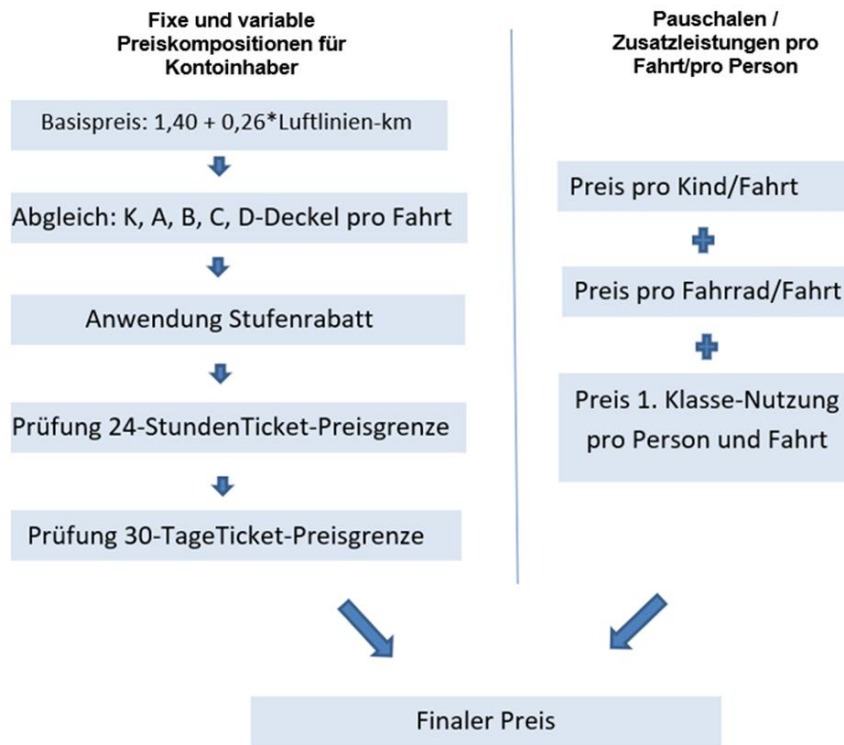 Fixe und variable
Preiskompositionen für
Kontoinhaber
Basispreis: 1,40 + 0,26*Luftlinien-km
Abgleich: K, A, B, C, D-Deckel pro Fahrt
Anwendung Stufenrabatt
Prüfung 24-StundenTicket-Preisgrenze
Prüfung 30-TageTicket-Preisgrenze
Pauschalen /
Zusatzleistungen pro
Fahrt/pro Person
Preis pro Kind/Fahrt
Preis pro Fahrrad/Fahrt
Preis 1. Klasse-Nutzung
pro Person und Fahrt
Finaler Preis